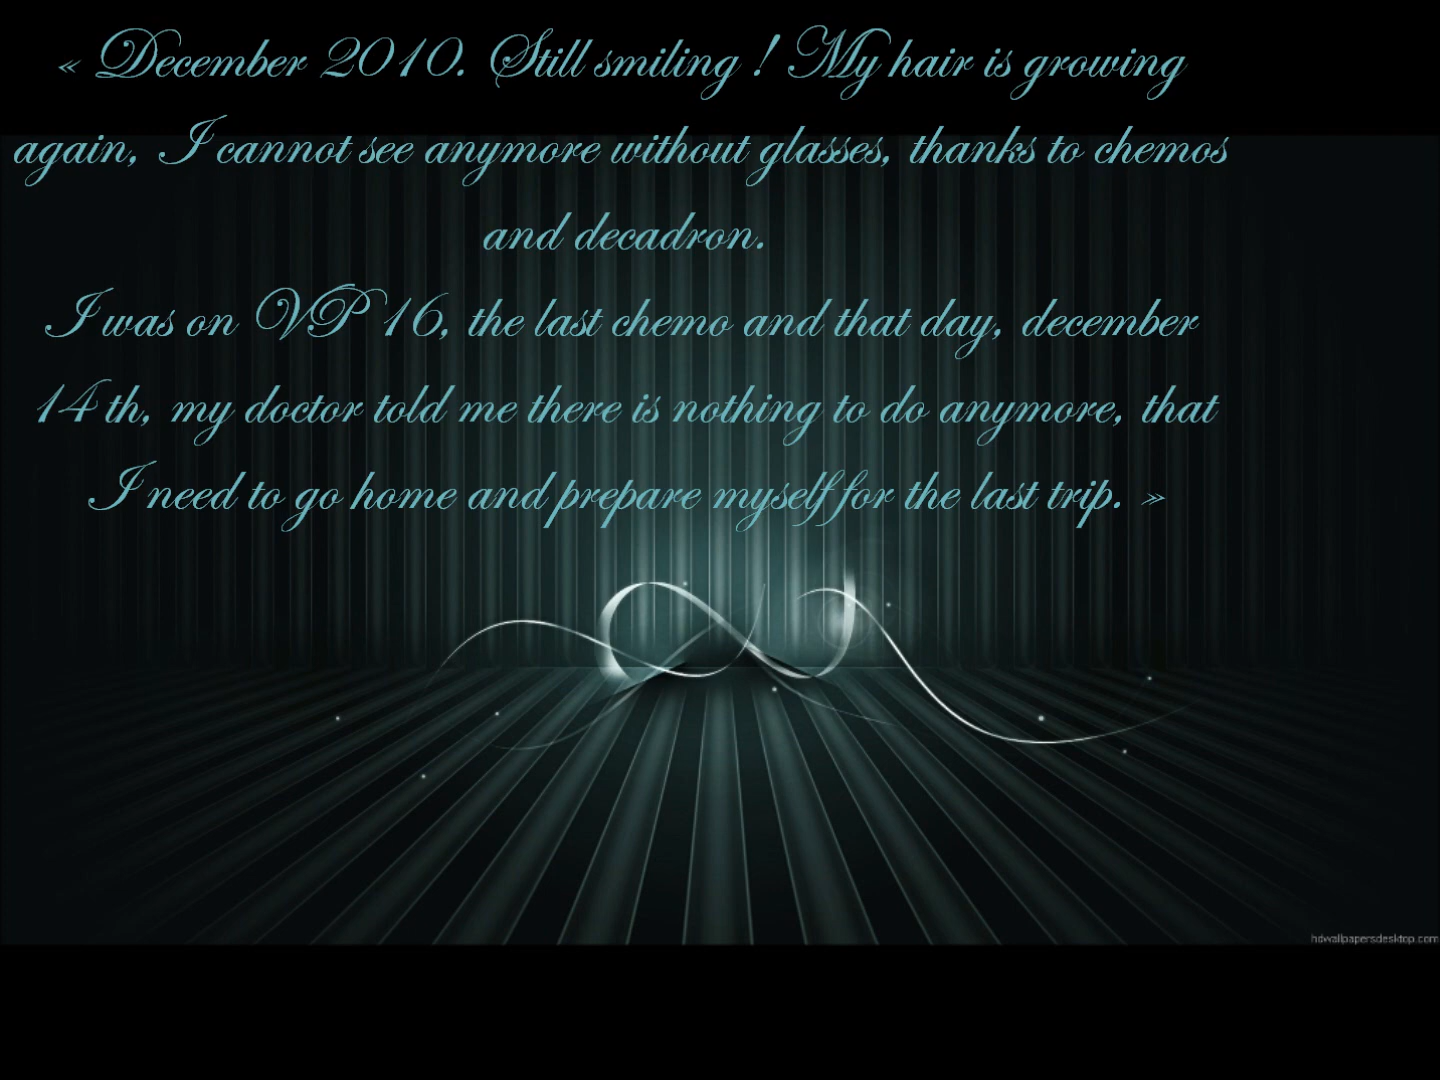 « December 2010. Still smiling ! My hair is growing
again, I cannot see anymore without glasses, thanks to chemos
and decadron.
I was on VP 16, the last chemo and that day, december
14 th, my doctor told me there is nothing to do anymore, that
I need to go home and prepare myself for the last trip. »
hdwallpapersdesktop.com